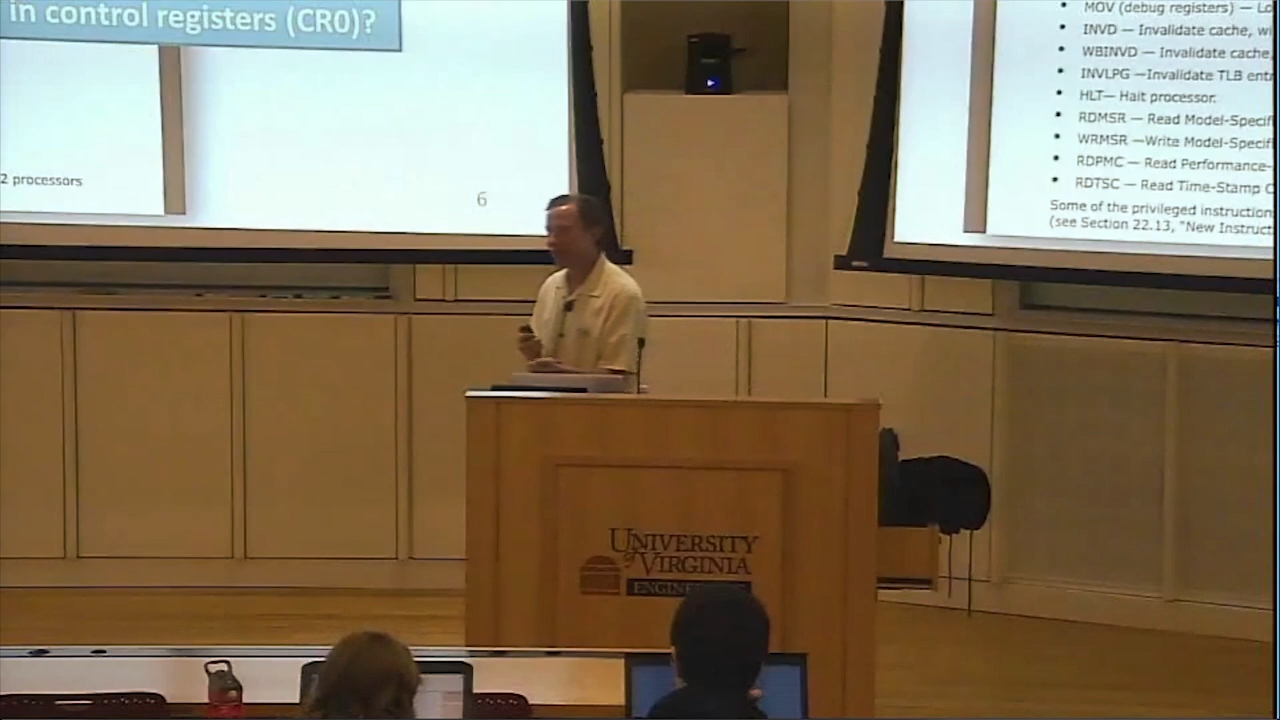 in control registers (CR0)?
2 processors
6
MOV (debug registers) — Lo
INVD — Invalidate cache, wi
WBINVD — Invalidate cache,
INVLPG —Invalidate TLB entr
HLT— Halt processor.
RDMSR — Read Model-Specif
WRMSR —Write Model-Specif
RDPMC — Read Performance-
RDTSC — Read Time-Stamp C
Some of the privileged instructions
(see Section 22.13, "New Instruct
UNIVERSITY
of VIRGINIA
ENGINE